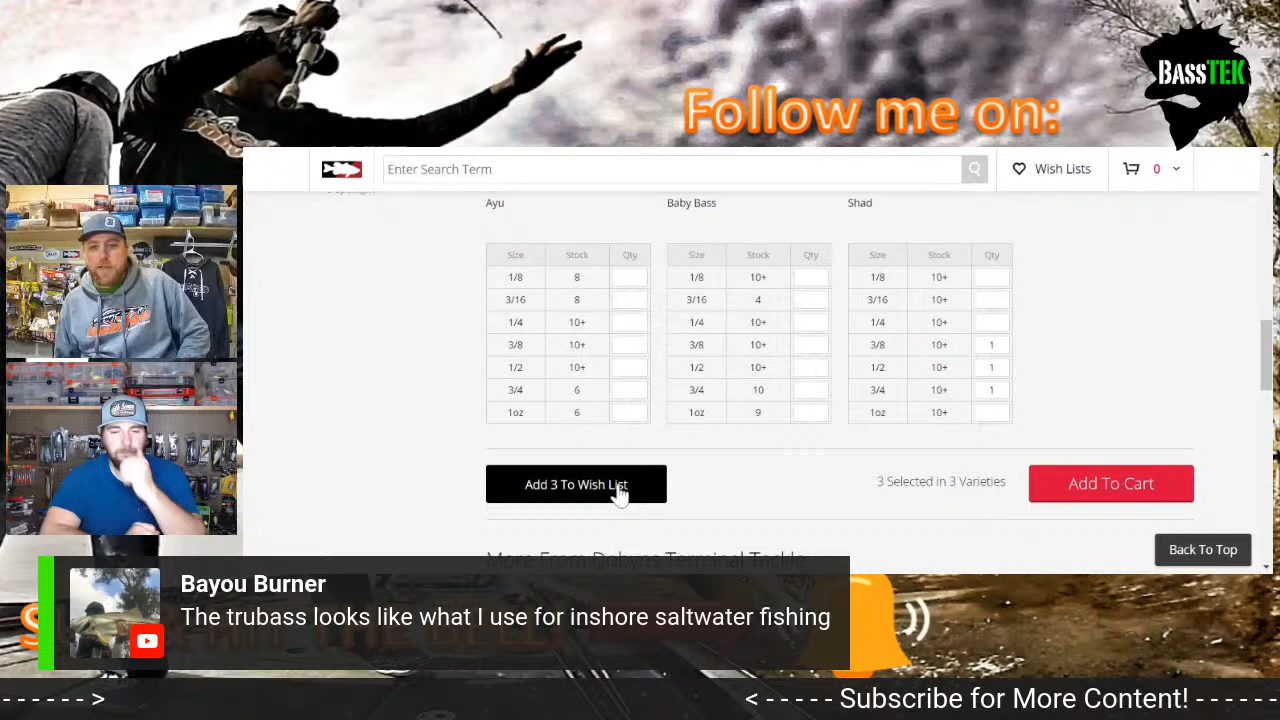 Follow me on:
BASSTEK
Enter Search Term
Wish Lists
0
Ayu
Baby Bass
Shad
Size Stock Qty
1/8 8
3/16 8
1/4 10+
3/8 10+
1/2 10+
3/4 6
1oz 6
Size Stock Qty
1/8 10+
3/16 4
1/4 10+
3/8 10+
1/2 10+
3/4 10
1oz 9
Size Stock Qty
1/8 10+
3/16 10+
1/4 10+
3/8 10+ 1
1/2 10+ 1
3/4 10+ 1
1oz 10+
Add 3 To Wish List
3 Selected in 3 Varieties
Add To Cart
More From Dobyns Terminal Tackle
Back To Top
Bayou Burner
The trubass looks like what I use for inshore saltwater fishing
- - - - - - >
< - - - - - Subscribe for More Content! - - - - - -